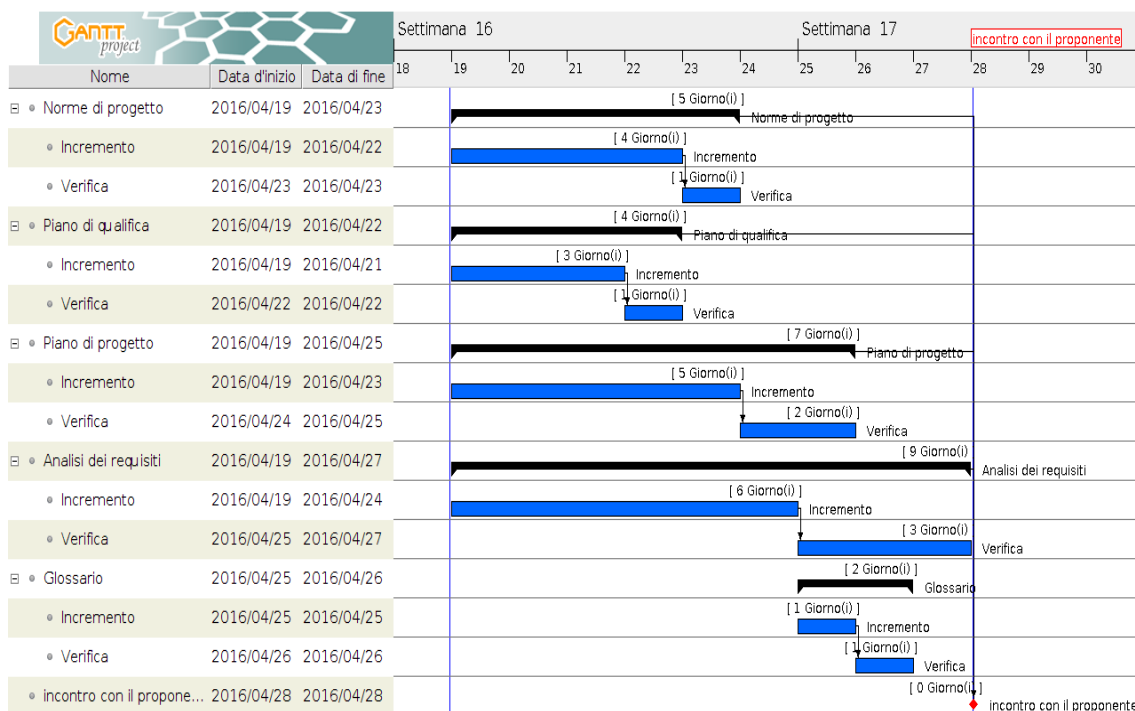 GANTT
project
Settimana 16
Settimana 17
incontro con il proponente
Nome Data d'inizio Data di fine
18 19 20 21 22 23 24 25 26 27 28 29 30
Norme di progetto 2016/04/19 2016/04/23
[ 5 Giorno(i) ]
Norme di progetto
Incremento 2016/04/19 2016/04/22
[ 4 Giorno(i) ]
Incremento
Verifica 2016/04/23 2016/04/23
[ 1 Giorno(i) ]
Verifica
Piano di qualifica 2016/04/19 2016/04/22
[ 4 Giorno(i) ]
Piano di qualifica
Incremento 2016/04/19 2016/04/21
[ 3 Giorno(i) ]
Incremento
Verifica 2016/04/22 2016/04/22
[ 1 Giorno(i) ]
Verifica
Piano di progetto 2016/04/19 2016/04/25
[ 7 Giorno(i) ]
Piano di progetto
Incremento 2016/04/19 2016/04/23
[ 5 Giorno(i) ]
Incremento
Verifica 2016/04/24 2016/04/25
[ 2 Giorno(i) ]
Verifica
Analisi dei requisiti 2016/04/19 2016/04/27
[ 9 Giorno(i)
Analisi dei requisiti
Incremento 2016/04/19 2016/04/24
[ 6 Giorno(i) ]
Incremento
Verifica 2016/04/25 2016/04/27
[ 3 Giorno(i)
Verifica
Glossario 2016/04/25 2016/04/26
[ 2 Giorno(i) ]
Glossario
Incremento 2016/04/25 2016/04/25
[ 1 Giorno(i) ]
Incremento
Verifica 2016/04/26 2016/04/26
[ 1 Giorno(i) ]
Verifica
incontro con il propone... 2016/04/28 2016/04/28
[ 0 Giorno(i) ]
incontro con il proponente